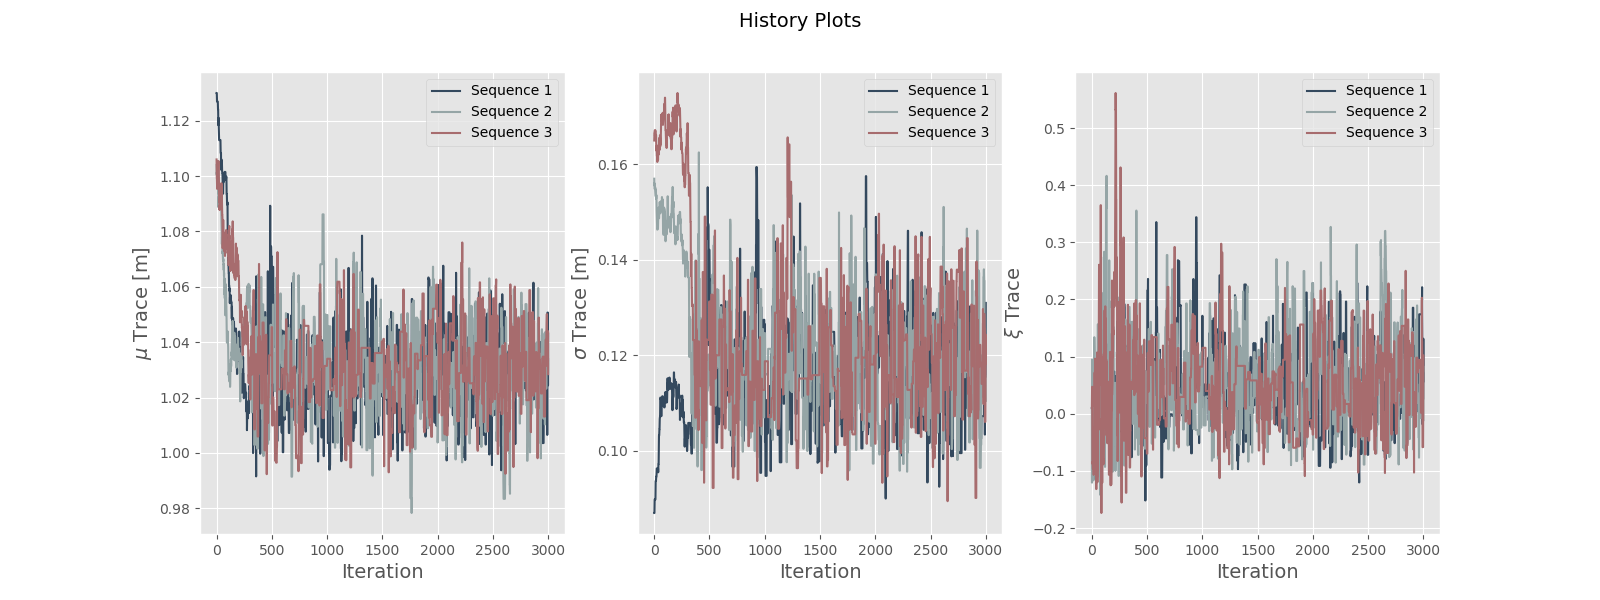 History Plots
μ Trace [m]
1.12
1.10
1.08
1.06
1.04
1.02
1.00
0.98
0
500
1000
1500
2000
2500
3000
Iteration
Sequence 1
Sequence 2
Sequence 3
σ Trace [m]
0.16
0.14
0.12
0.10
0
500
1000
1500
2000
2500
3000
Iteration
Sequence 1
Sequence 2
Sequence 3
ξ Trace
0.5
0.4
0.3
0.2
0.1
0.0
−0.1
−0.2
0
500
1000
1500
2000
2500
3000
Iteration
Sequence 1
Sequence 2
Sequence 3